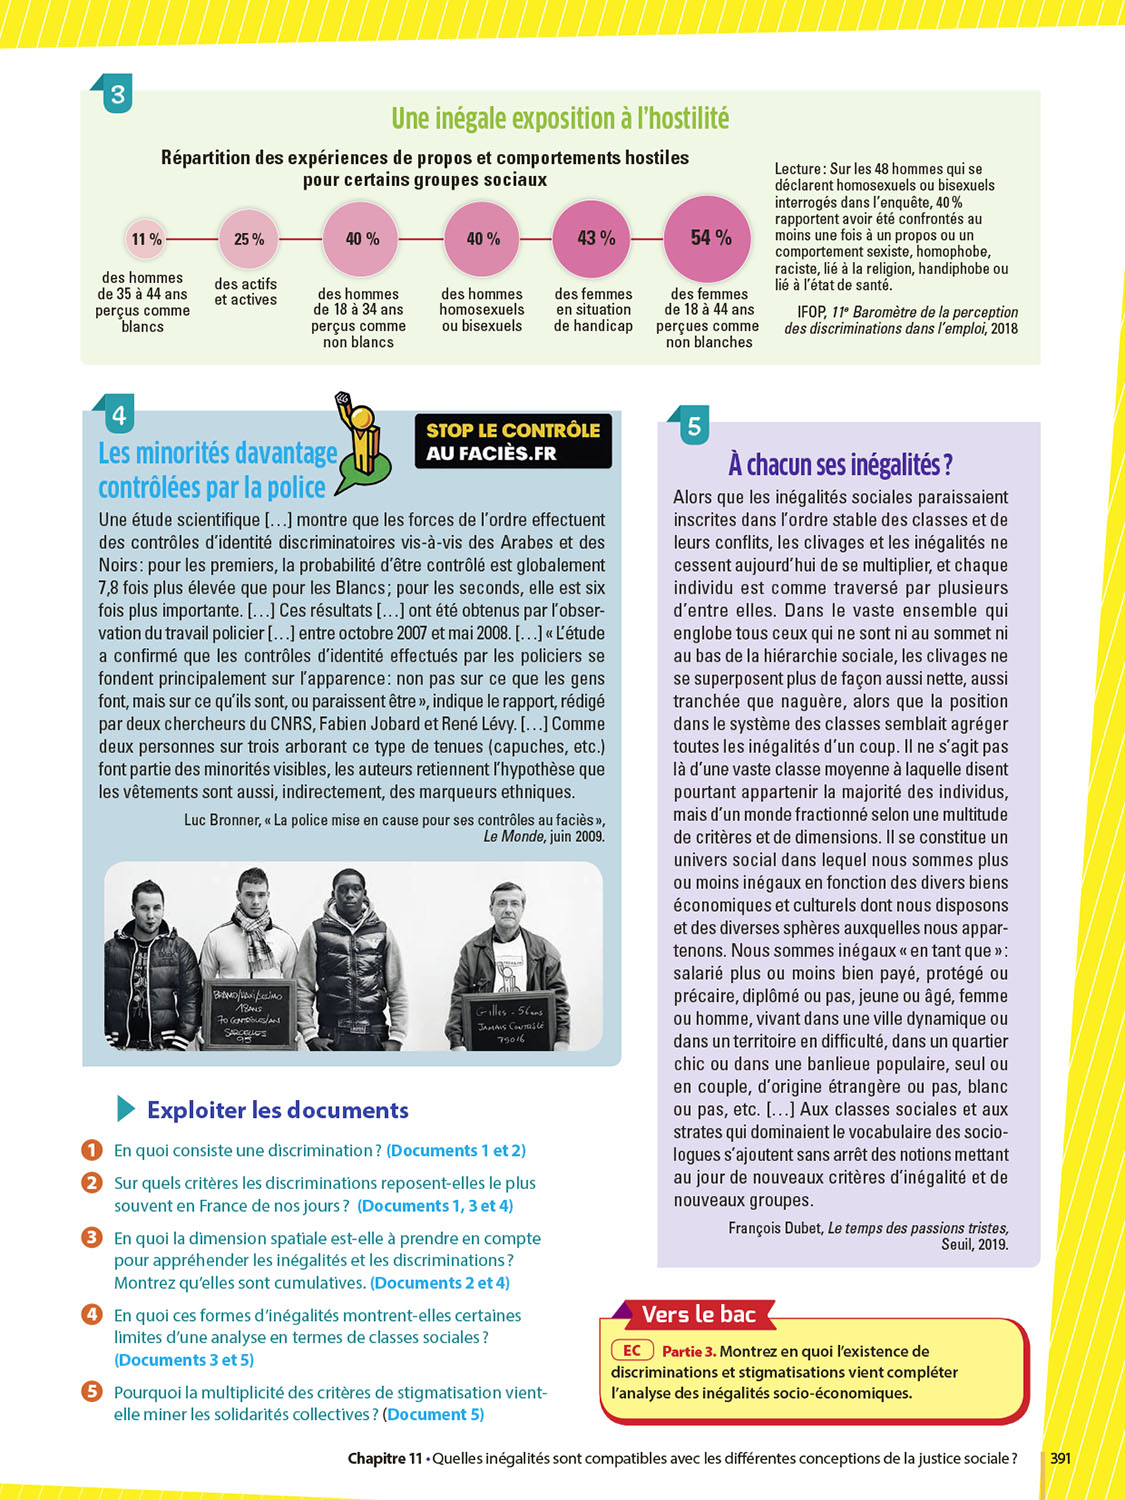 3
Une inégale exposition à l'hostilité
Répartition des expériences de propos et comportements hostiles
pour certains groupes sociaux
11 %
25 %
40 %
40 %
43 %
54 %
des hommes
de 35 à 44 ans
perçus comme
blancs
des actifs
et actives
des hommes
de 18 à 34 ans
perçus comme
non blancs
des hommes
homosexuels
ou bisexuels
des femmes
en situation
de handicap
des femmes
de 18 à 44 ans
perçues comme
non blanches
Lecture : Sur les 48 hommes qui se
déclarent homosexuels ou bisexuels
interrogés dans l'enquête, 40 %
rapportent avoir été confrontés au
moins une fois à un propos ou un
comportement sexiste, homophobe,
raciste, lié à la religion, handiphobe ou
lié à l'état de santé.
IFOP, 11e Baromètre de la perception
des discriminations dans l'emploi, 2018
4
Les minorités davantage
contrôlées par la police
STOP LE CONTRÔLE
AU FACIÈS.FR
Une étude scientifique […] montre que les forces de l'ordre effectuent
des contrôles d'identité discriminatoires vis-à-vis des Arabes et des
Noirs : pour les premiers, la probabilité d'être contrôlé est globalement
7,8 fois plus élevée que pour les Blancs ; pour les seconds, elle est six
fois plus importante. […] Ces résultats […] ont été obtenus par l'obser-
vation du travail policier […] entre octobre 2007 et mai 2008. […] « L'étude
a confirmé que les contrôles d'identité effectués par les policiers se
fondent principalement sur l'apparence : non pas sur ce que les gens
font, mais sur ce qu'ils sont, ou paraissent être », indique le rapport, rédigé
par deux chercheurs du CNRS, Fabien Jobard et René Lévy. […] Comme
deux personnes sur trois arborant ce type de tenues (capuches, etc.)
font partie des minorités visibles, les auteurs retiennent l'hypothèse que
les vêtements sont aussi, indirectement, des marqueurs ethniques.
Luc Bronner, « La police mise en cause pour ses contrôles au faciès »,
Le Monde, juin 2009.
18ANS
70 CONTRÔLES/AN
SARCELLES
95
Gilles - 56 ans
JAMAIS CONTRÔLÉ
75016
5
À chacun ses inégalités ?
Alors que les inégalités sociales paraissaient
inscrites dans l'ordre stable des classes et de
leurs conflits, les clivages et les inégalités ne
cessent aujourd'hui de se multiplier, et chaque
individu est comme traversé par plusieurs
d'entre elles. Dans le vaste ensemble qui
englobe tous ceux qui ne sont ni au sommet ni
au bas de la hiérarchie sociale, les clivages ne
se superposent plus de façon aussi nette, aussi
tranchée que naguère, alors que la position
dans le système des classes semblait agréger
toutes les inégalités d'un coup. Il ne s'agit pas
là d'une vaste classe moyenne à laquelle disent
pourtant appartenir la majorité des individus,
mais d'un monde fractionné selon une multitude
de critères et de dimensions. Il se constitue un
univers social dans lequel nous sommes plus
ou moins inégaux en fonction des divers biens
économiques et culturels dont nous disposons
et des diverses sphères auxquelles nous appar-
tenons. Nous sommes inégaux « en tant que » :
salarié plus ou moins bien payé, protégé ou
précaire, diplômé ou pas, jeune ou âgé, femme
ou homme, vivant dans une ville dynamique ou
dans un territoire en difficulté, dans un quartier
chic ou dans une banlieue populaire, seul ou
en couple, d'origine étrangère ou pas, blanc
ou pas, etc. […] Aux classes sociales et aux
strates qui dominaient le vocabulaire des socio-
logues s'ajoutent sans arrêt des notions mettant
au jour de nouveaux critères d'inégalité et de
nouveaux groupes.
François Dubet, Le temps des passions tristes,
Seuil, 2019.
Exploiter les documents
1 En quoi consiste une discrimination ? (Documents 1 et 2)
2 Sur quels critères les discriminations reposent-elles le plus
souvent en France de nos jours ? (Documents 1, 3 et 4)
3 En quoi la dimension spatiale est-elle à prendre en compte
pour appréhender les inégalités et les discriminations ?
Montrez qu'elles sont cumulatives. (Documents 2 et 4)
4 En quoi ces formes d'inégalités montrent-elles certaines
limites d'une analyse en termes de classes sociales ?
(Documents 3 et 5)
5 Pourquoi la multiplicité des critères de stigmatisation vient-
elle miner les solidarités collectives ? (Document 5)
Vers le bac
EC Partie 3. Montrez en quoi l'existence de
discriminations et stigmatisations vient compléter
l'analyse des inégalités socio-économiques.
Chapitre 11 • Quelles inégalités sont compatibles avec les différentes conceptions de la justice sociale ? 391